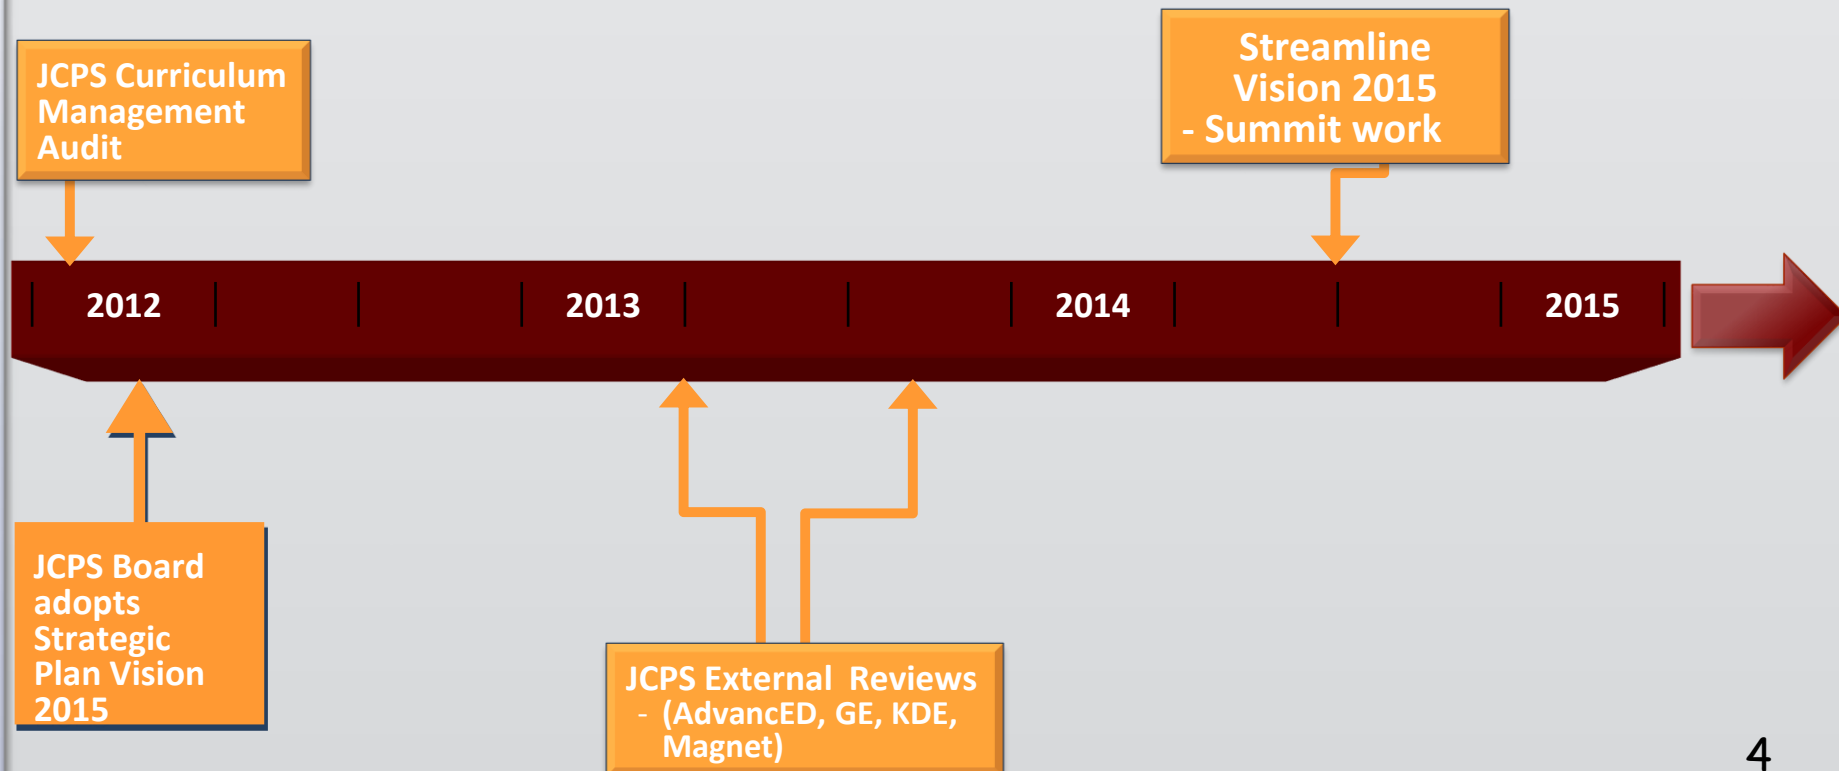 JCPS Curriculum
Management
Audit
Streamline
Vision 2015
- Summit work
2012
2013
2014
2015
JCPS Board
adopts
Strategic
Plan Vision
2015
JCPS External  Reviews
- (AdvancED, GE, KDE,
Magnet)
4